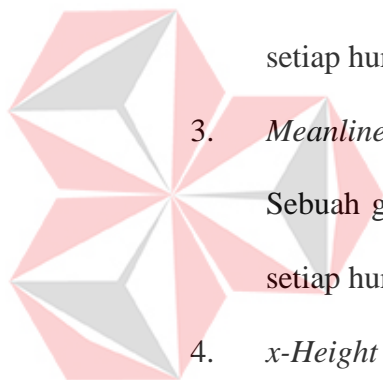 setiap hur
3. Meanline
Sebuah g
setiap hur
4. x-Height